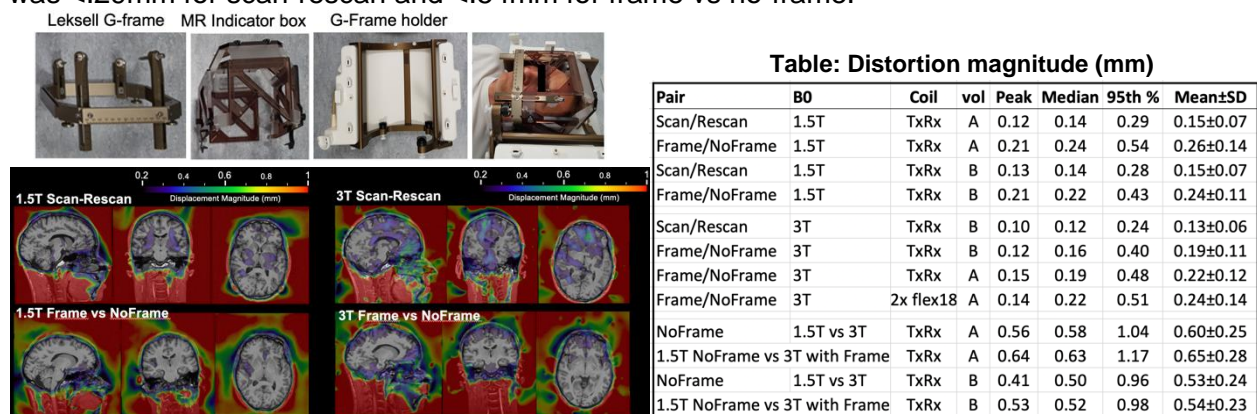 Leksell G-frame MR Indicator box G-Frame holder
0.2 0.4 0.6 0.8 1
1.5T Scan-Rescan Displacement Magnitude (mm)
0.2 0.4 0.6 0.8 1
3T Scan-Rescan Displacement Magnitude (mm)
1.5T Frame vs NoFrame
3T Frame vs NoFrame
Table: Distortion magnitude (mm)
Pair B0 Coil vol Peak Median 95th % Mean±SD
Scan/Rescan 1.5T TxRx A 0.12 0.14 0.29 0.15±0.07
Frame/NoFrame 1.5T TxRx A 0.21 0.24 0.54 0.26±0.14
Scan/Rescan 1.5T TxRx B 0.13 0.14 0.28 0.15±0.07
Frame/NoFrame 1.5T TxRx B 0.21 0.22 0.43 0.24±0.11
Scan/Rescan 3T TxRx B 0.10 0.12 0.24 0.13±0.06
Frame/NoFrame 3T TxRx B 0.12 0.16 0.40 0.19±0.11
Frame/NoFrame 3T TxRx A 0.15 0.19 0.48 0.22±0.12
Frame/NoFrame 3T 2x flex18 A 0.14 0.22 0.51 0.24±0.14
NoFrame 1.5T vs 3T TxRx A 0.56 0.58 1.04 0.60±0.25
1.5T NoFrame vs 3T with Frame TxRx A 0.64 0.63 1.17 0.65±0.28
NoFrame 1.5T vs 3T TxRx B 0.41 0.50 0.96 0.53±0.24
1.5T NoFrame vs 3T with Frame TxRx B 0.53 0.52 0.98 0.54±0.23